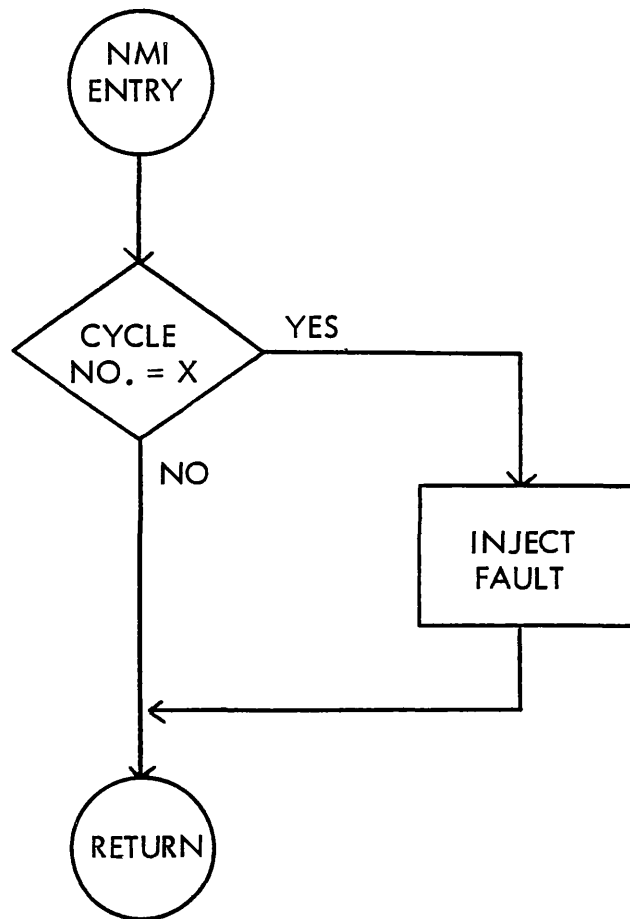 NMI
ENTRY
CYCLE
NO. = X
YES
NO
INJECT
FAULT
RETURN